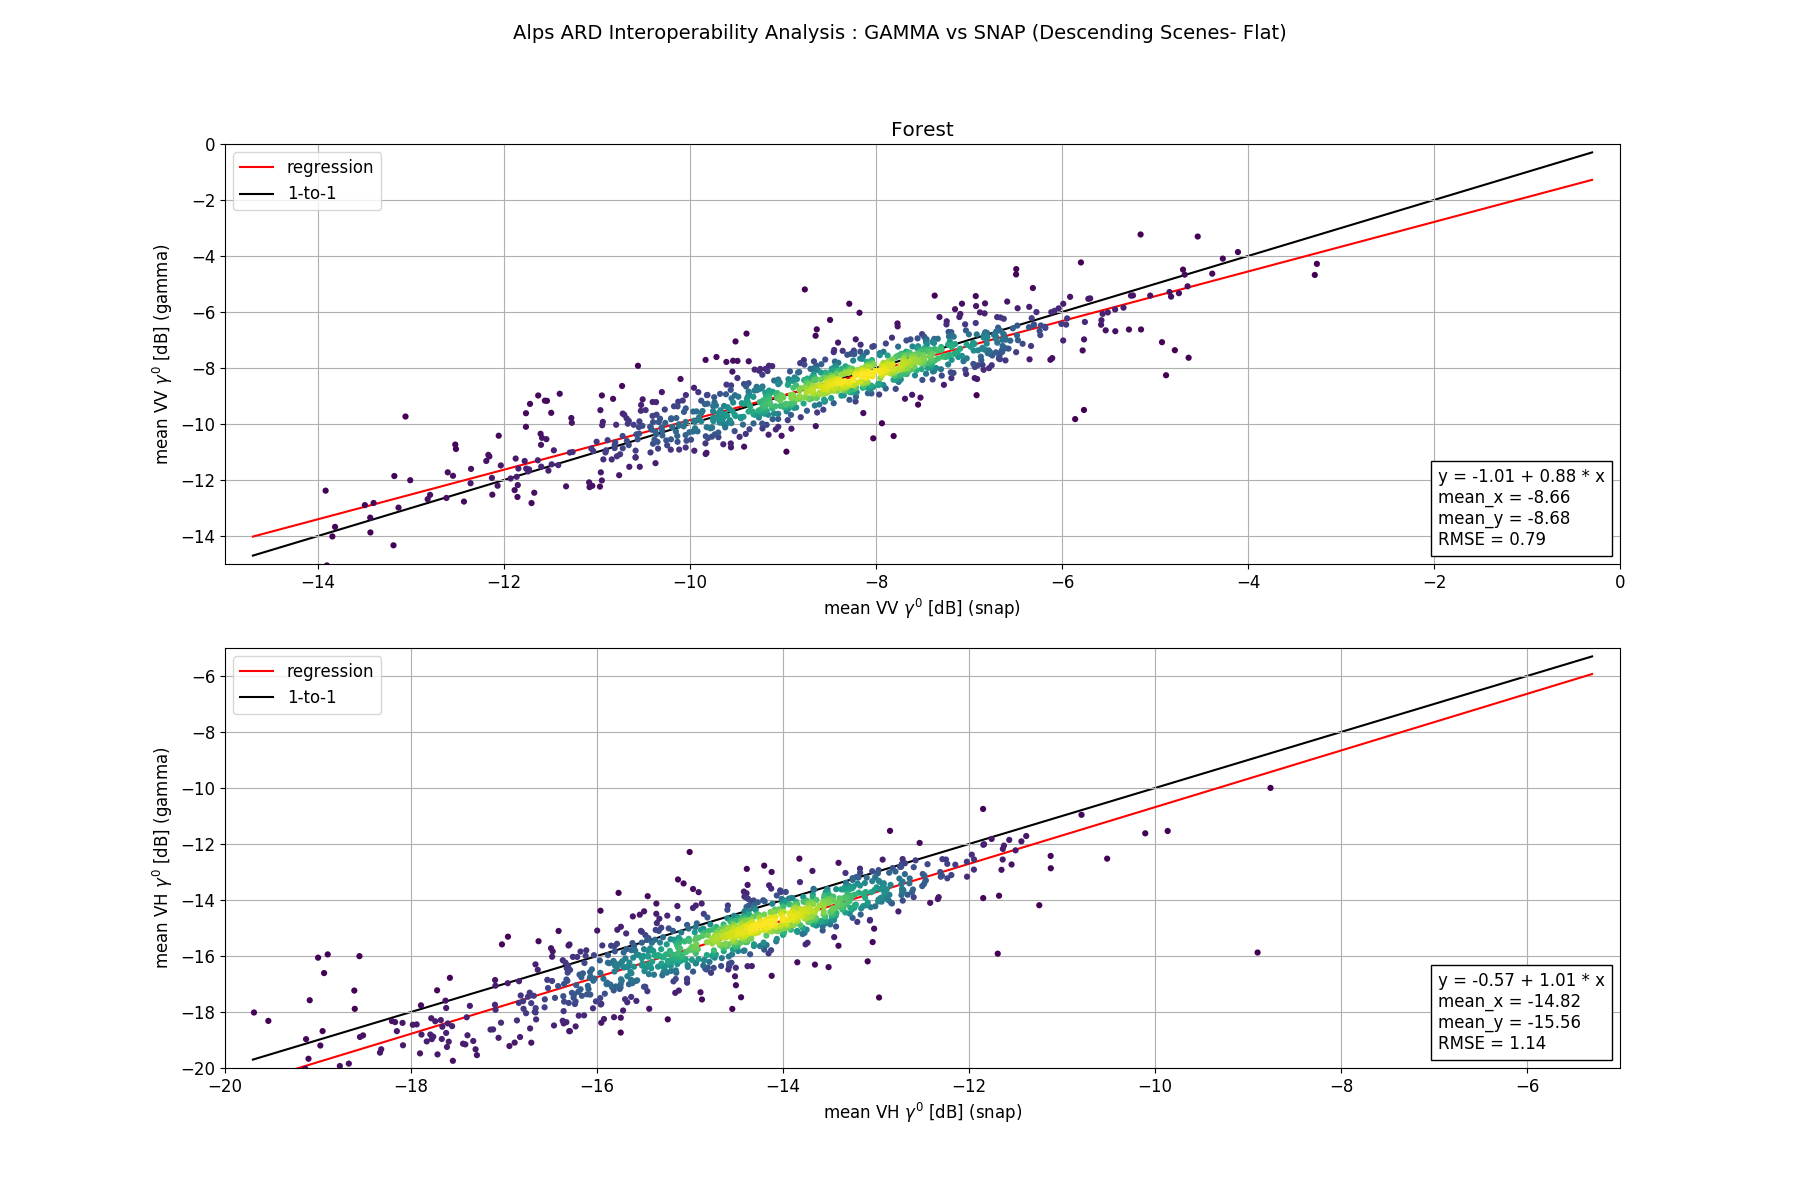 Alps ARD Interoperability Analysis : GAMMA vs SNAP (Descending Scenes- Flat)
Forest
regression
1-to-1
0
−2
−4
−6
−8
−10
−12
−14
mean VV γ⁰ [dB] (gamma)
y = -1.01 + 0.88 * x
mean_x = -8.66
mean_y = -8.68
RMSE = 0.79
−14 −12 −10 −8 −6 −4 −2 0
mean VV γ⁰ [dB] (snap)
regression
1-to-1
−6
−8
−10
−12
−14
−16
−18
−20
mean VH γ⁰ [dB] (gamma)
y = -0.57 + 1.01 * x
mean_x = -14.82
mean_y = -15.56
RMSE = 1.14
−20 −18 −16 −14 −12 −10 −8 −6
mean VH γ⁰ [dB] (snap)